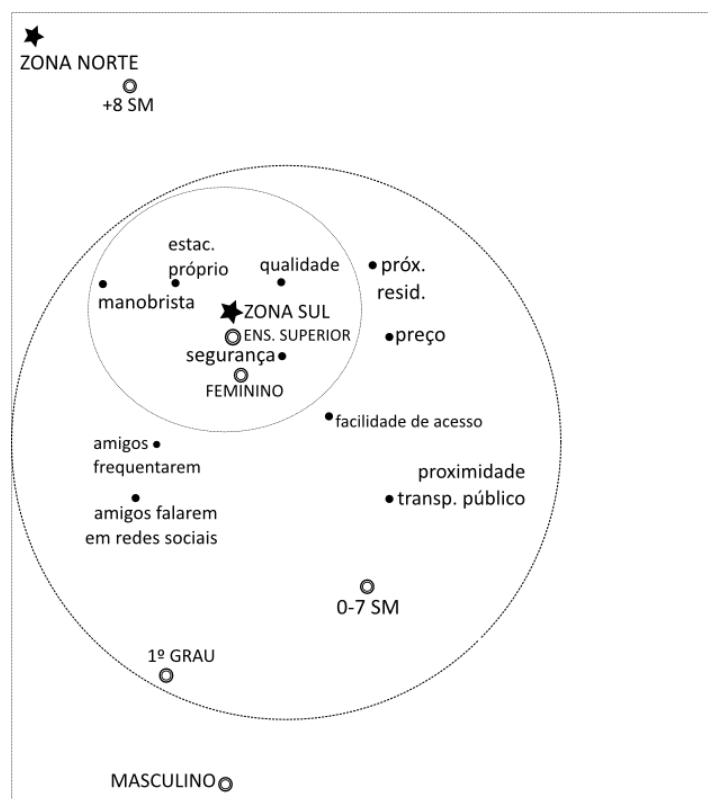 ZONA NORTE
+8 SM
estac.
próprio
qualidade
próx.
resid.
manobrista
ZONA SUL
ENS. SUPERIOR
preço
segurança
FEMININO
facilidade de acesso
amigos
frequentarem
proximidade
transp. público
amigos falarem
em redes sociais
0-7 SM
1º GRAU
MASCULINO